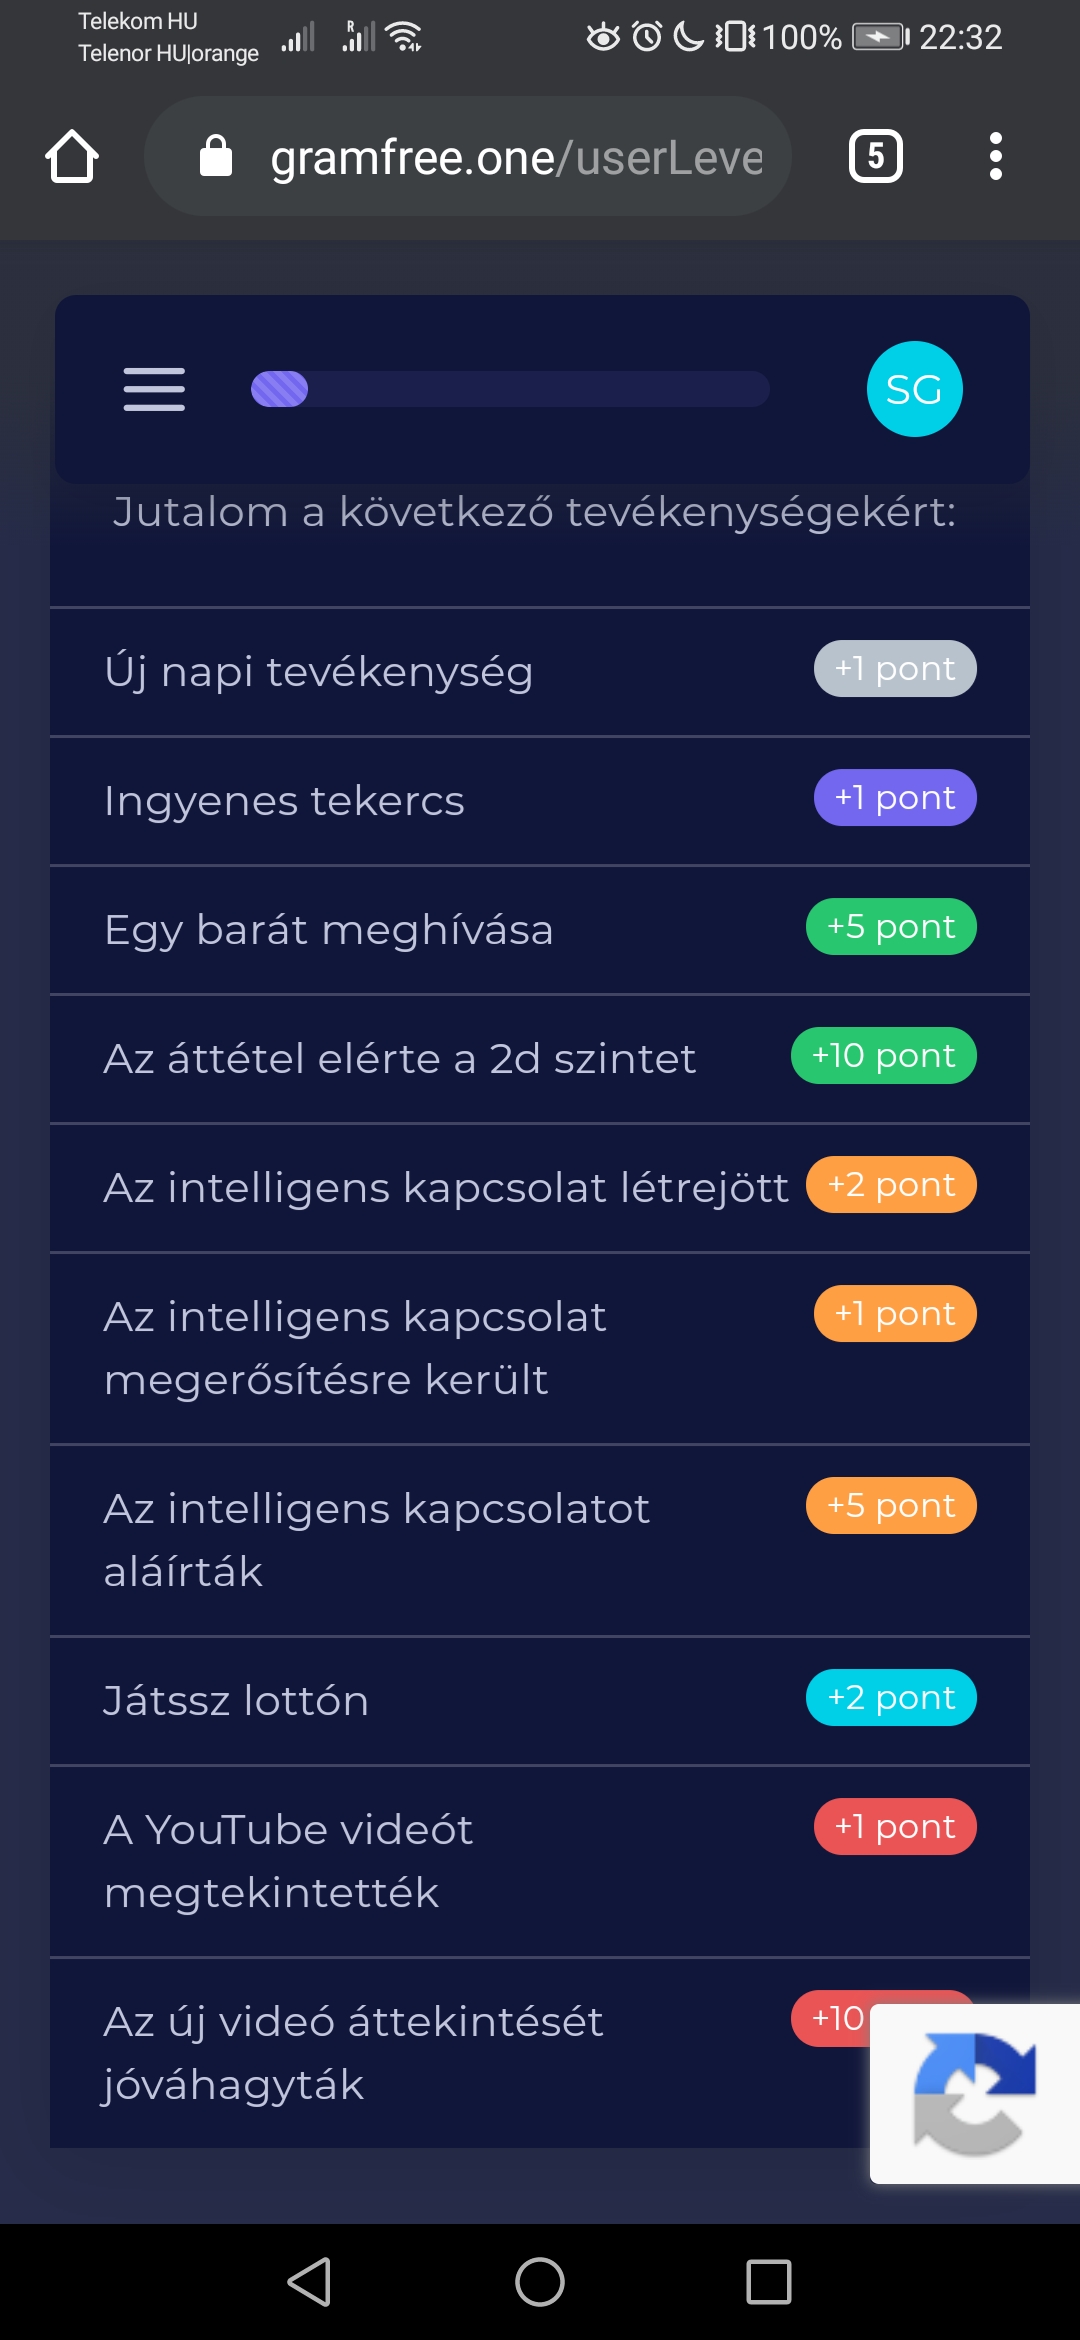 Telekom HU
Telenor HU|orange
R
100%
22:32
gramfree.one/userLeve
5
SG
Jutalom a következő tevékenységekért:
Új napi tevékenység +1 pont
Ingyenes tekercs +1 pont
Egy barát meghívása +5 pont
Az áttétel elérte a 2d szintet +10 pont
Az intelligens kapcsolat létrejött +2 pont
Az intelligens kapcsolat +1 pont
megerősítésre került
Az intelligens kapcsolatot +5 pont
aláírták
Játssz lottón +2 pont
A YouTube videót +1 pont
megtekintették
Az új videó áttekintését +10
jóváhagyták